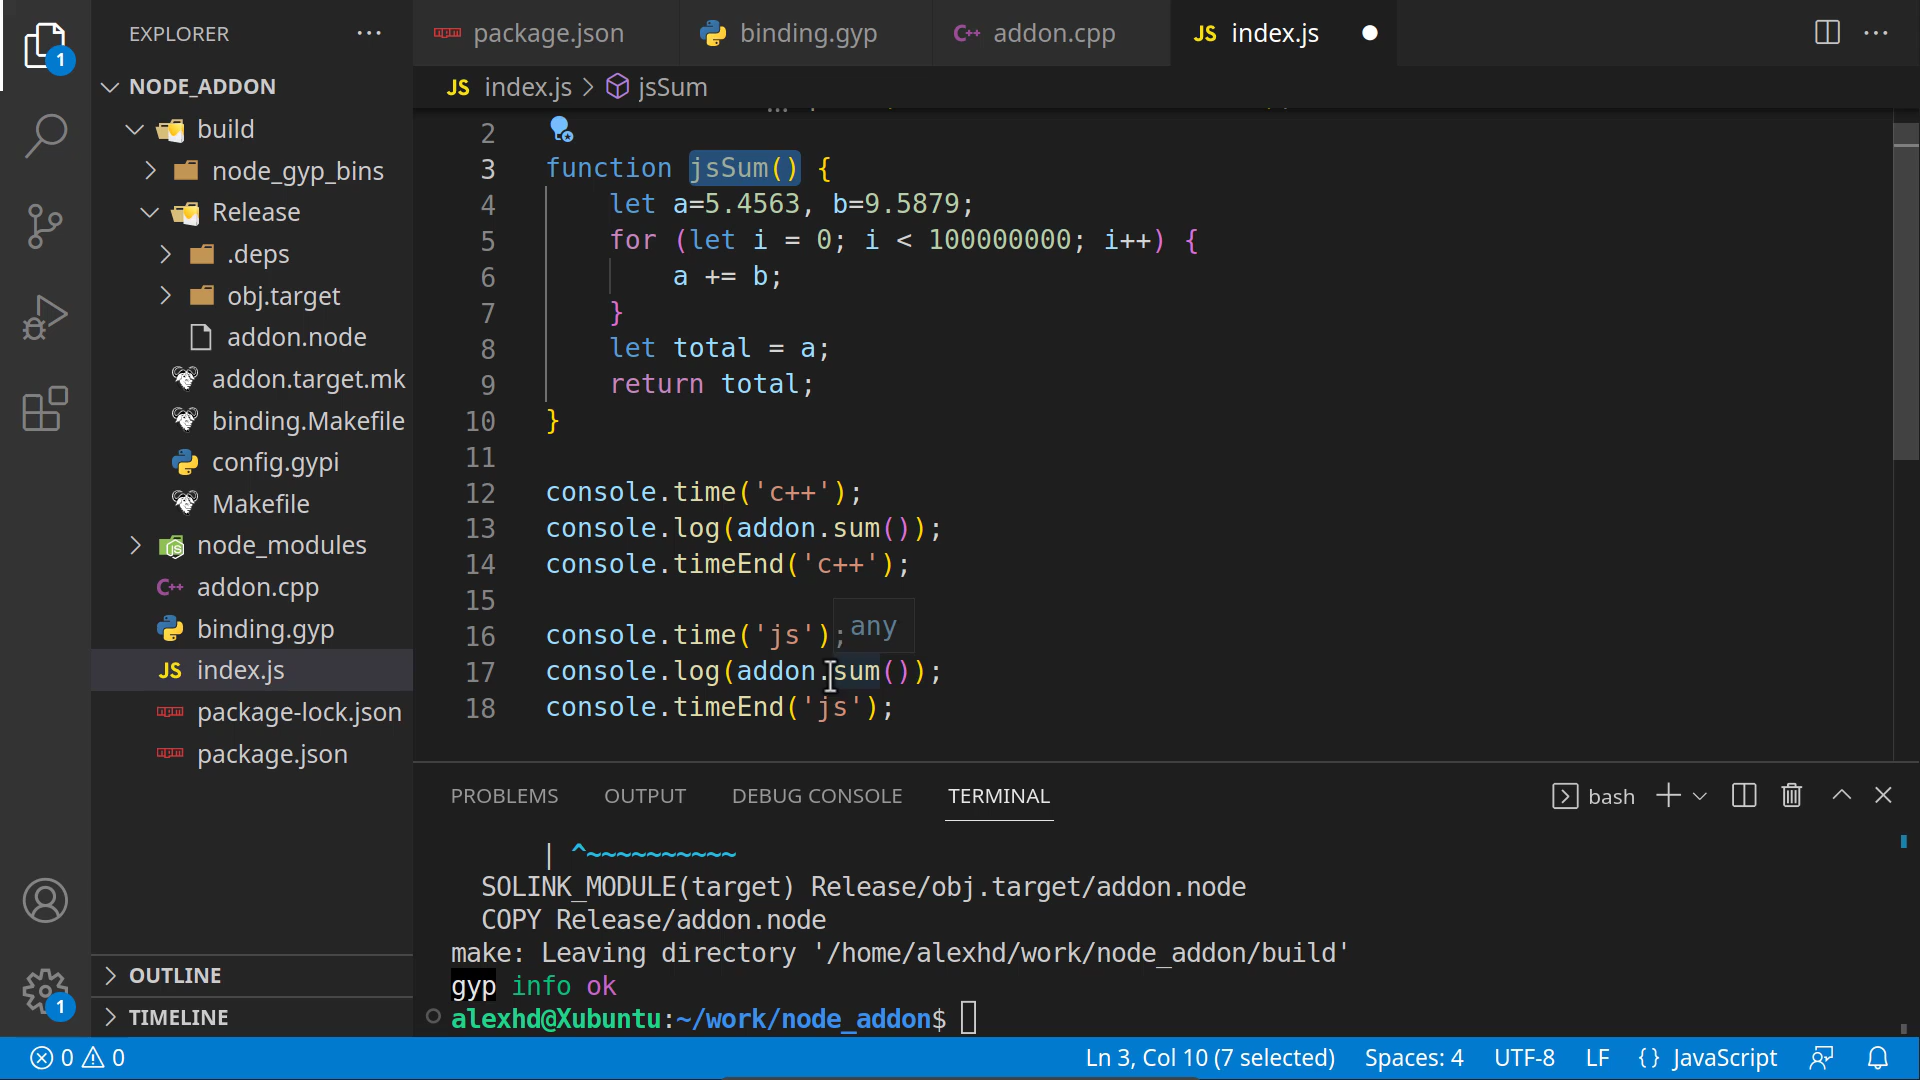 EXPLORER
package.json
binding.gyp
C++ addon.cpp
JS index.js
1
NODE_ADDON
build
node_gyp_bins
Release
.deps
obj.target
addon.node
addon.target.mk
binding.Makefile
config.gypi
Makefile
node_modules
C++ addon.cpp
binding.gyp
JS index.js
package-lock.json
package.json
OUTLINE
TIMELINE
1
JS index.js > jsSum
2
3 function jsSum() {
4 let a=5.4563, b=9.5879;
5 for (let i = 0; i < 100000000; i++) {
6 a += b;
7 }
8 let total = a;
9 return total;
10 }
11
12 console.time('c++');
13 console.log(addon.sum());
14 console.timeEnd('c++');
15
any
16 console.time('js');
17 console.log(addon.sum());
18 console.timeEnd('js');
PROBLEMS OUTPUT DEBUG CONSOLE TERMINAL bash
| ^~~~~~~~~~~
SOLINK_MODULE(target) Release/obj.target/addon.node
COPY Release/addon.node
make: Leaving directory '/home/alexhd/work/node_addon/build'
gyp info ok
alexhd@Xubuntu:~/work/node_addon$
0 0 Ln 3, Col 10 (7 selected) Spaces: 4 UTF-8 LF {} JavaScript